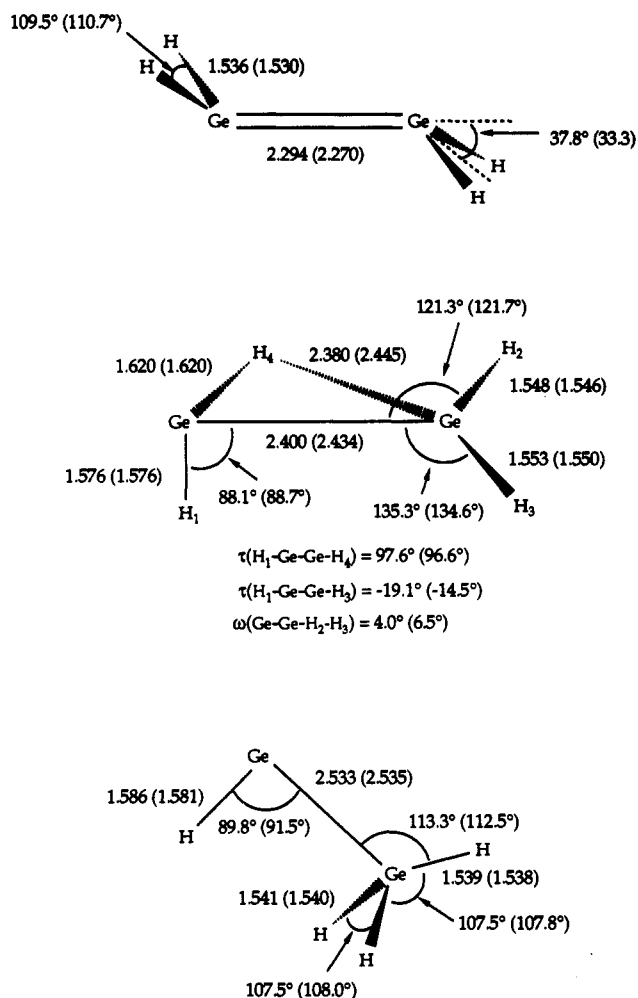 109.5° (110.7°)
H
H
1.536 (1.530)
Ge
Ge
2.294 (2.270)
37.8° (33.3)
H
H
121.3° (121.7°)
H₂
1.620 (1.620)
H₄
2.380 (2.445)
1.548 (1.546)
Ge
Ge
2.400 (2.434)
1.576 (1.576)
88.1° (88.7°)
1.553 (1.550)
H₁
135.3° (134.6°)
H₃
τ(H₁-Ge-Ge-H₄) = 97.6° (96.6°)
τ(H₁-Ge-Ge-H₃) = -19.1° (-14.5°)
ω(Ge-Ge-H₂-H₃) = 4.0° (6.5°)
Ge
1.586 (1.581)
2.533 (2.535)
H
89.8° (91.5°)
113.3° (112.5°)
H
Ge
1.539 (1.538)
1.541 (1.540)
107.5° (107.8°)
H
H
107.5° (108.0°)